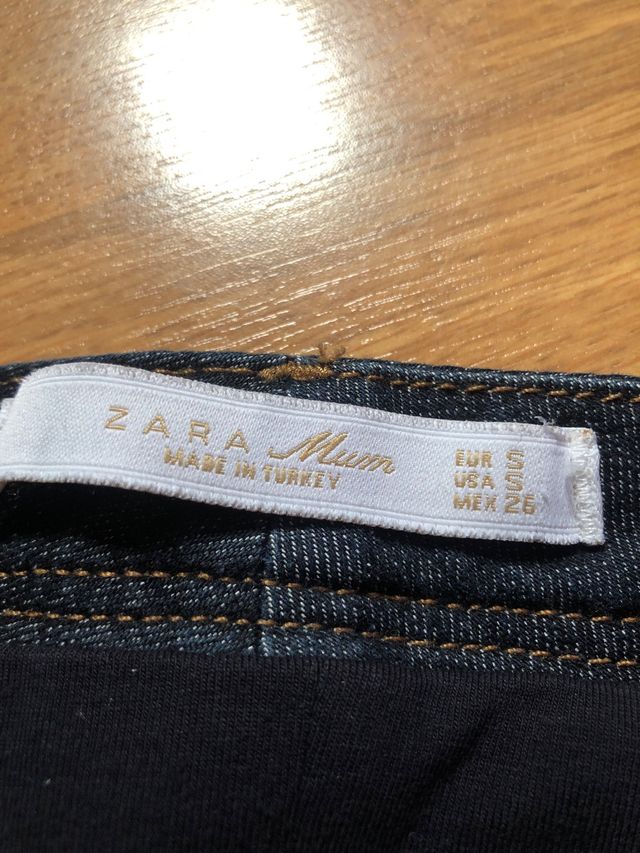 ZARA Mum
MADE IN TURKEY
EUR S
USA S
MEX 26